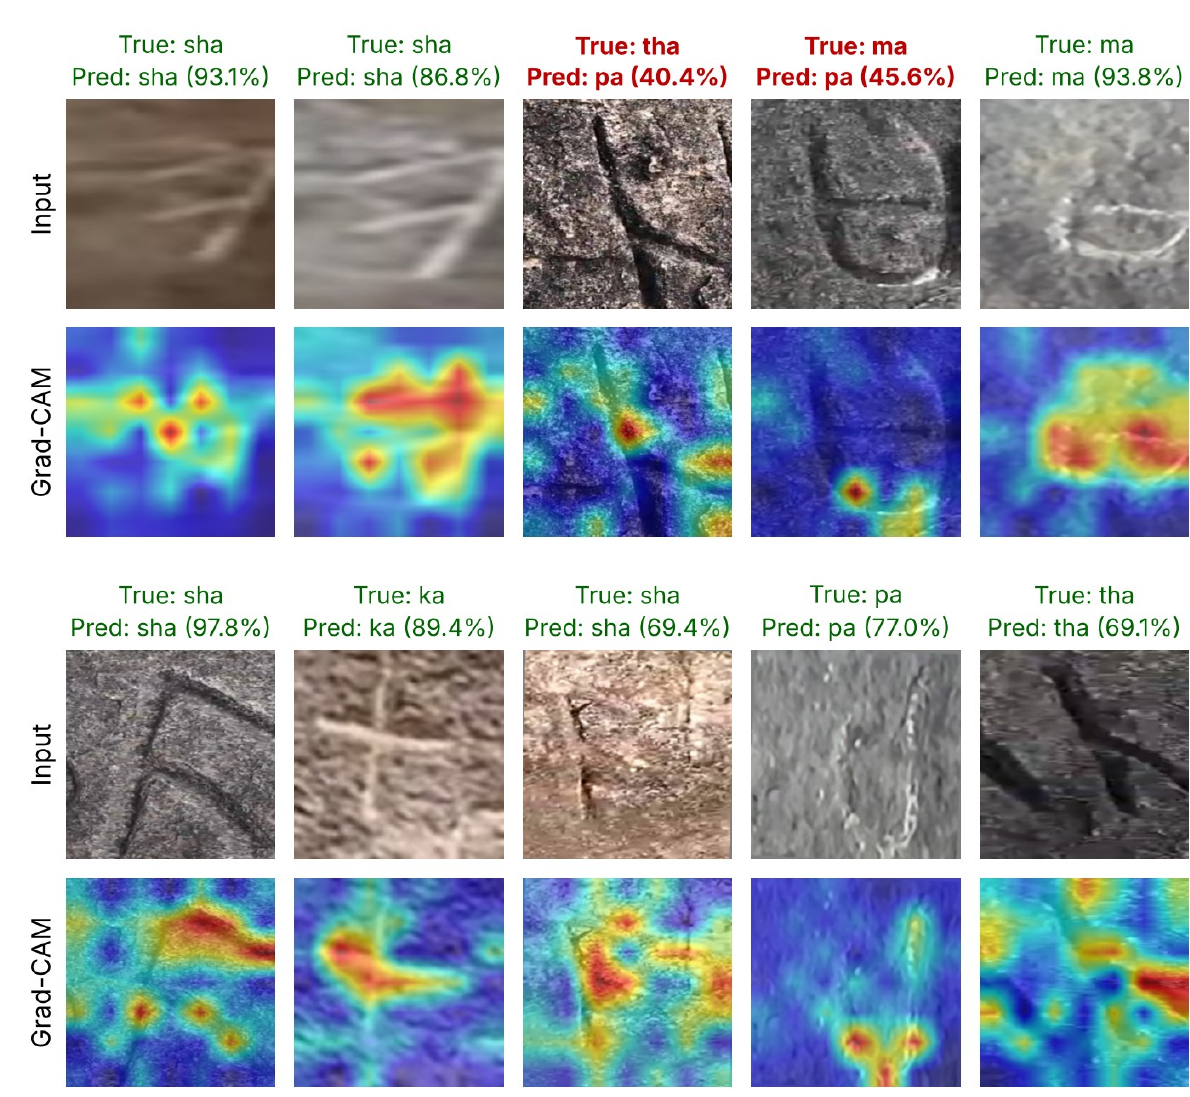 True: sha
Pred: sha (93.1%)
True: sha
Pred: sha (86.8%)
True: tha
Pred: pa (40.4%)
True: ma
Pred: pa (45.6%)
True: ma
Pred: ma (93.8%)
Input
Grad-CAM
True: sha
Pred: sha (97.8%)
True: ka
Pred: ka (89.4%)
True: sha
Pred: sha (69.4%)
True: pa
Pred: pa (77.0%)
True: tha
Pred: tha (69.1%)
Input
Grad-CAM